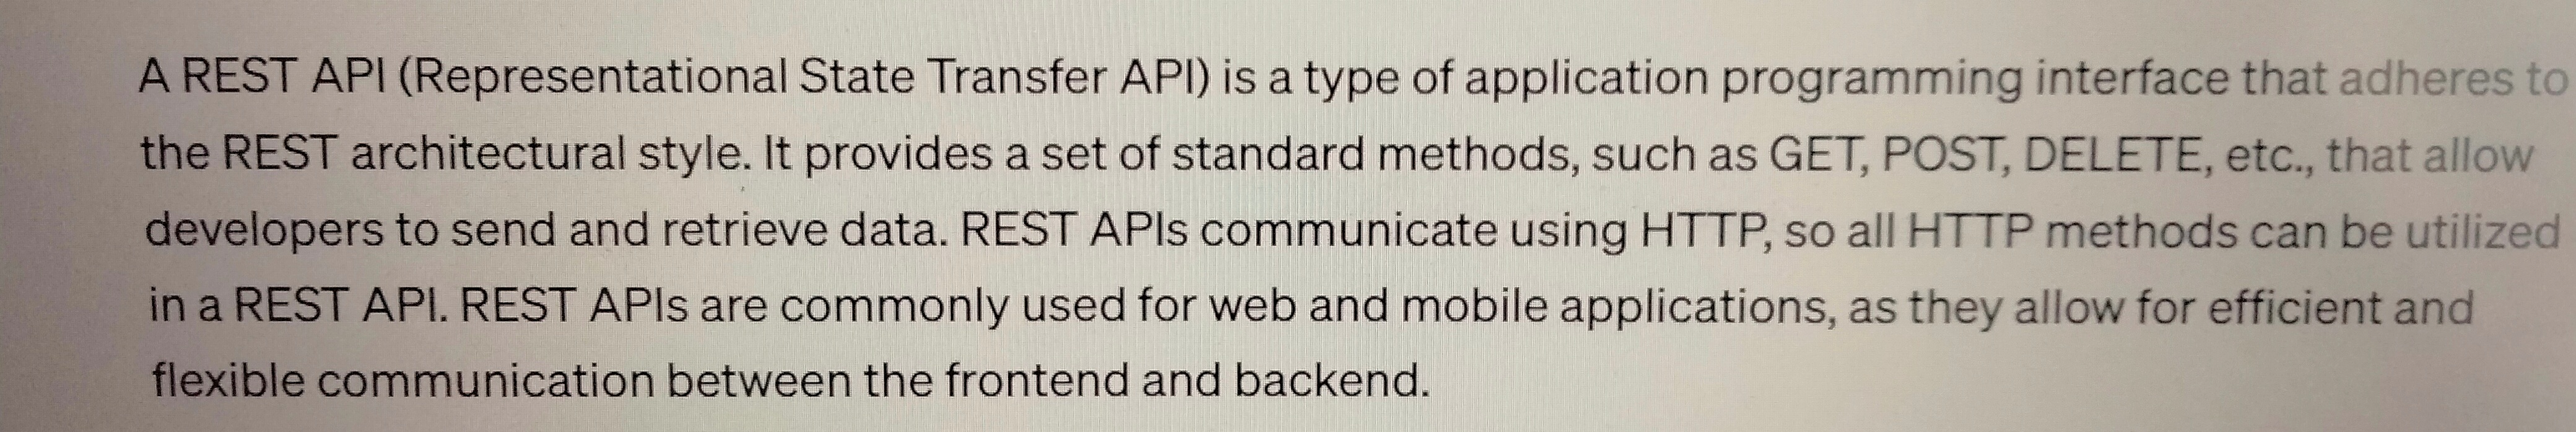 A REST API (Representational State Transfer API) is a type of application programming interface that adheres to
the REST architectural style. It provides a set of standard methods, such as GET, POST, DELETE, etc., that allow
developers to send and retrieve data. REST APIs communicate using HTTP, so all HTTP methods can be utilized
in a REST API. REST APIs are commonly used for web and mobile applications, as they allow for efficient and
flexible communication between the frontend and backend.